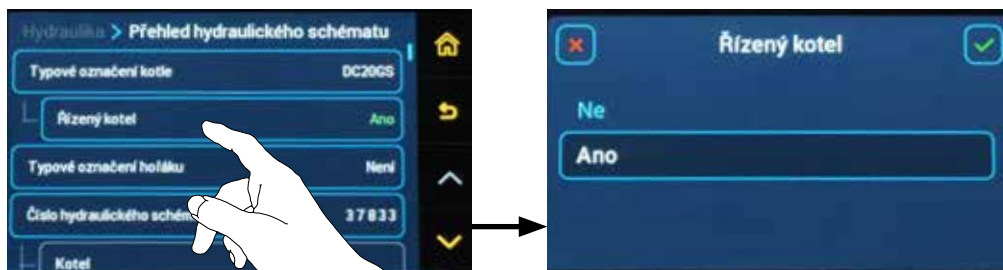 Hydraulika > Přehled hydraulického schématu
Typové označení kotle DC20GS
Řízený kotel Ano
Typové označení hořáku Není
Číslo hydraulického 37833
Kotel
Řízený kotel
Ne
Ano